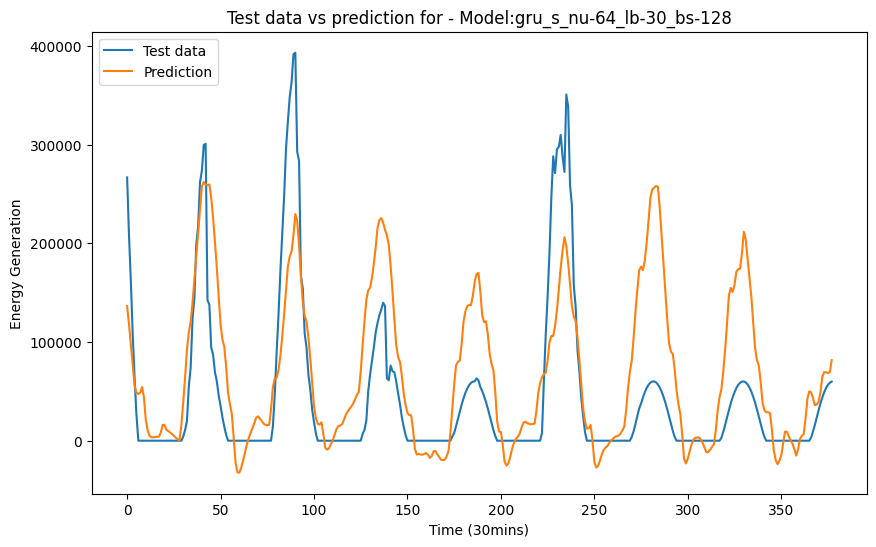 Test data vs prediction for - Model:gru_s_nu-64_lb-30_bs-128
Test data
Prediction
Energy Generation
400000
300000
200000
100000
0
0 50 100 150 200 250 300 350
Time (30mins)